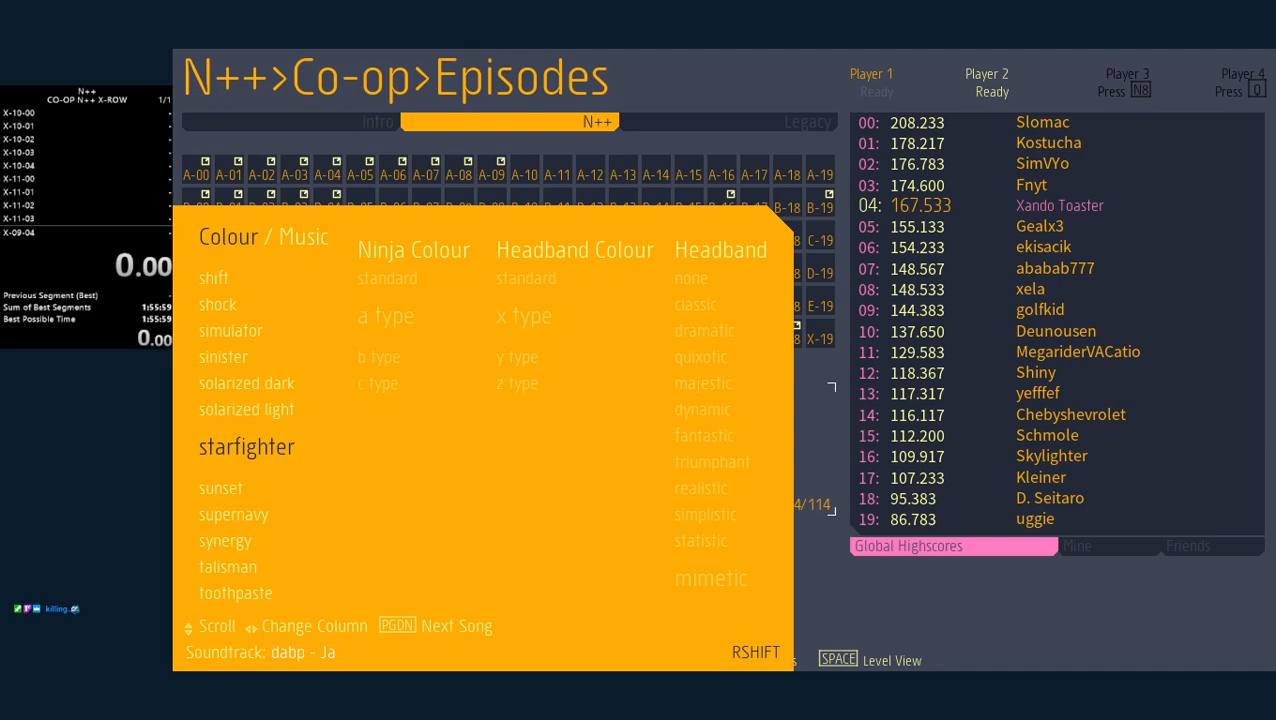 N++
CO-OP N++ X-ROW 1/1
X-10-00 -
X-10-01 -
X-10-02 -
X-10-03 -
X-10-04 -
X-11-00 -
X-11-01 -
X-11-02 -
X-11-03 -
X-09-04 -
0.00
Previous Segment (Best) -
Sum of Best Segments 1:55:59
Best Possible Time 1:55:59
0.00
killing.
N++>Co-op>Episodes
Intro N++ Legacy
A-00 A-01 A-02 A-03 A-04 A-05 A-06 A-07 A-08 A-09 A-10 A-11 A-12 A-13 A-14 A-15 A-16 A-17 A-18 A-19
B-18 B-19
8 C-19
8 D-19
8 E-19
8 X-19
Colour / Music
shift
shock
simulator
sinister
solarized dark
solarized light
starfighter
sunset
supernavy
synergy
talisman
toothpaste
Ninja Colour
standard
a type
b type
c type
Headband Colour
standard
x type
y type
z type
Headband
none
classic
dramatic
quixotic
majestic
dynamic
fantastic
triumphant
realistic
simplistic
statistic
mimetic
Scroll Change Column PGDN Next Song
Soundtrack: dabp - Ja RSHIFT
4/114
s SPACE Level View
Player 1
Ready
Player 2
Ready
Player 3
Press N8
Player 4
Press Q
00: 208.233 Slomac
01: 178.217 Kostucha
02: 176.783 SimVYo
03: 174.600 Fnyt
04: 167.533 Xando Toaster
05: 155.133 Gealx3
06: 154.233 ekisacik
07: 148.567 ababab777
08: 148.533 xela
09: 144.383 golfkid
10: 137.650 Deunousen
11: 129.583 MegariderVACatio
12: 118.367 Shiny
13: 117.317 yefffef
14: 116.117 Chebyshevrolet
15: 112.200 Schmole
16: 109.917 Skylighter
17: 107.233 Kleiner
18: 95.383 D. Seitaro
19: 86.783 uggie
Global Highscores Mine Friends